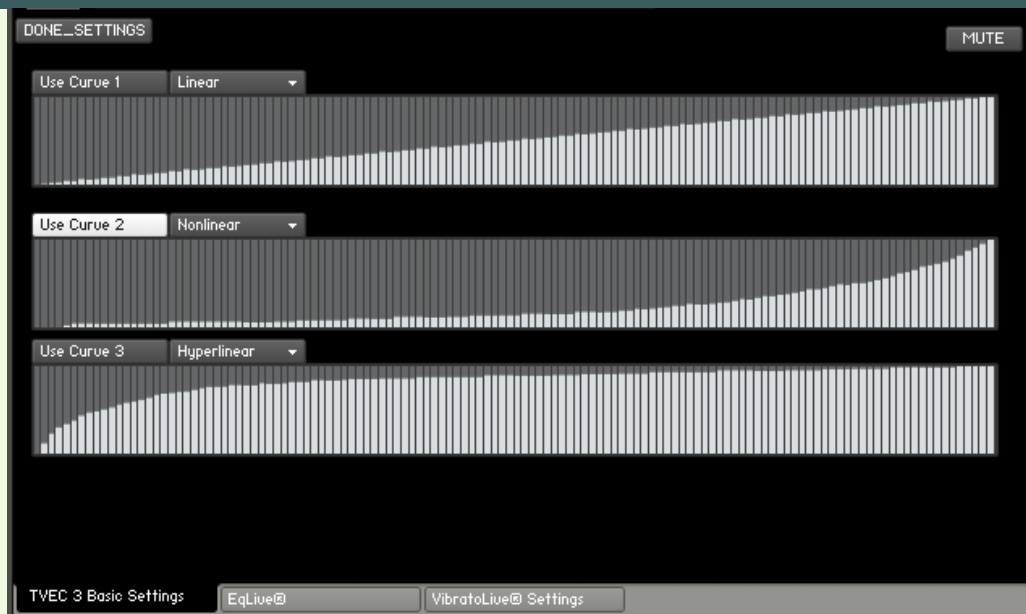 DONE_SETTINGS
MUTE
Use Curve 1 Linear
Use Curve 2 Nonlinear
Use Curve 3 Hyperlinear
TVEC 3 Basic Settings EqLive® VibratoLive® Settings